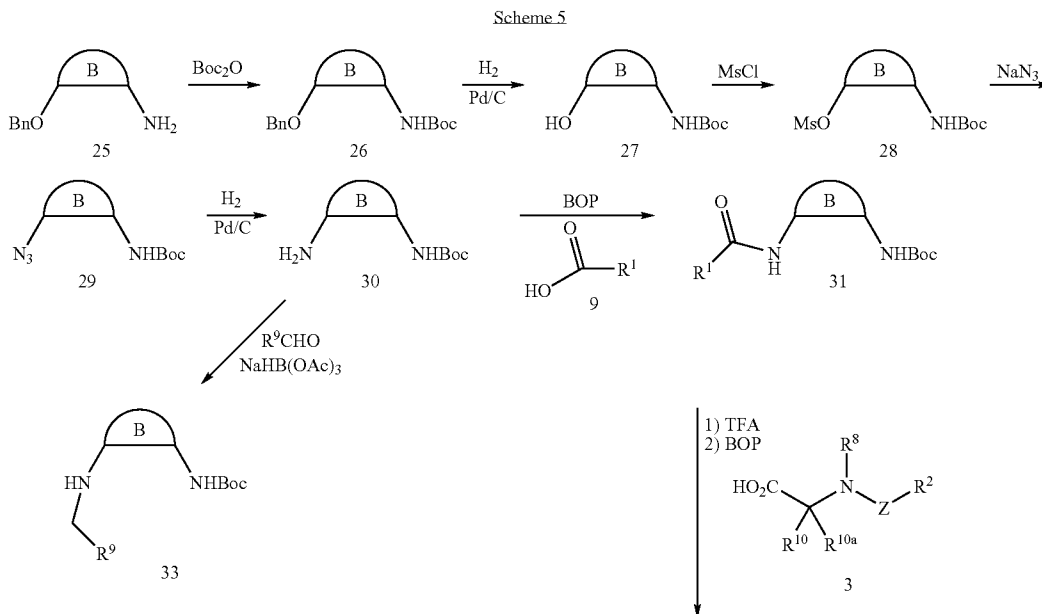 Scheme 5
B Boc₂O B H₂ B MsCl B NaN₃
Pd/C
BnO NH₂ BnO NHBoc HO NHBoc MsO NHBoc
25 26 27 28
B H₂ B BOP O B
Pd/C O
N₃ NHBoc NH₂ NHBoc HO R¹ R¹ N H NHBoc
29 30 9 31
R⁹CHO
NaHB(OAc)₃
B 1) TFA
2) BOP
R⁸
HN NHBoc HO₂C N R²
Z
R⁹ R¹⁰ R¹⁰ᵃ
33 3